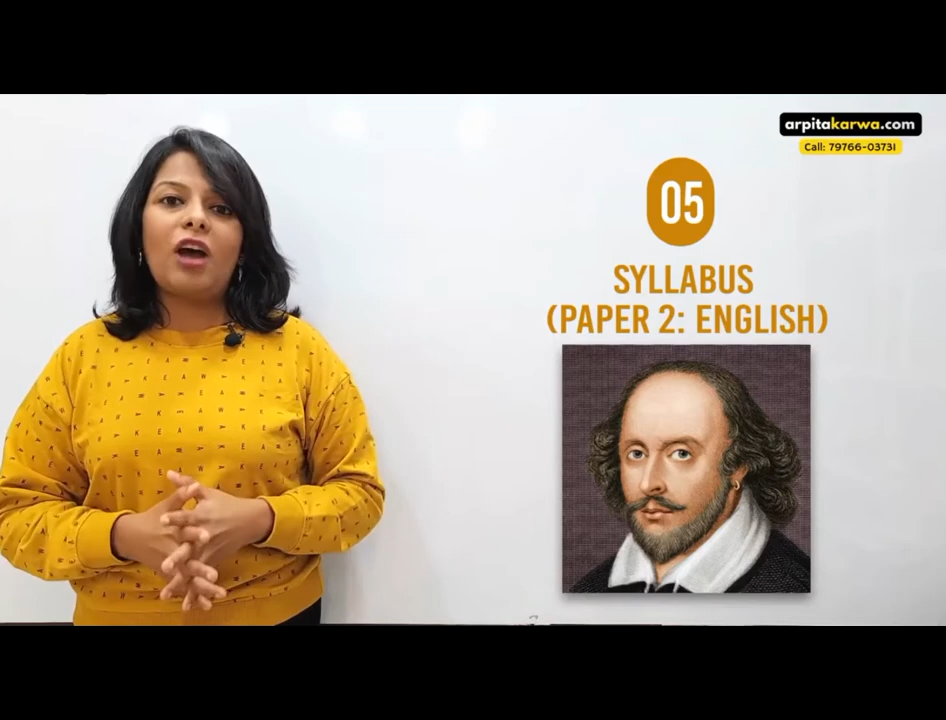 arpitakarwa.com
Call: 79766-03731
05
SYLLABUS
(PAPER 2: ENGLISH)